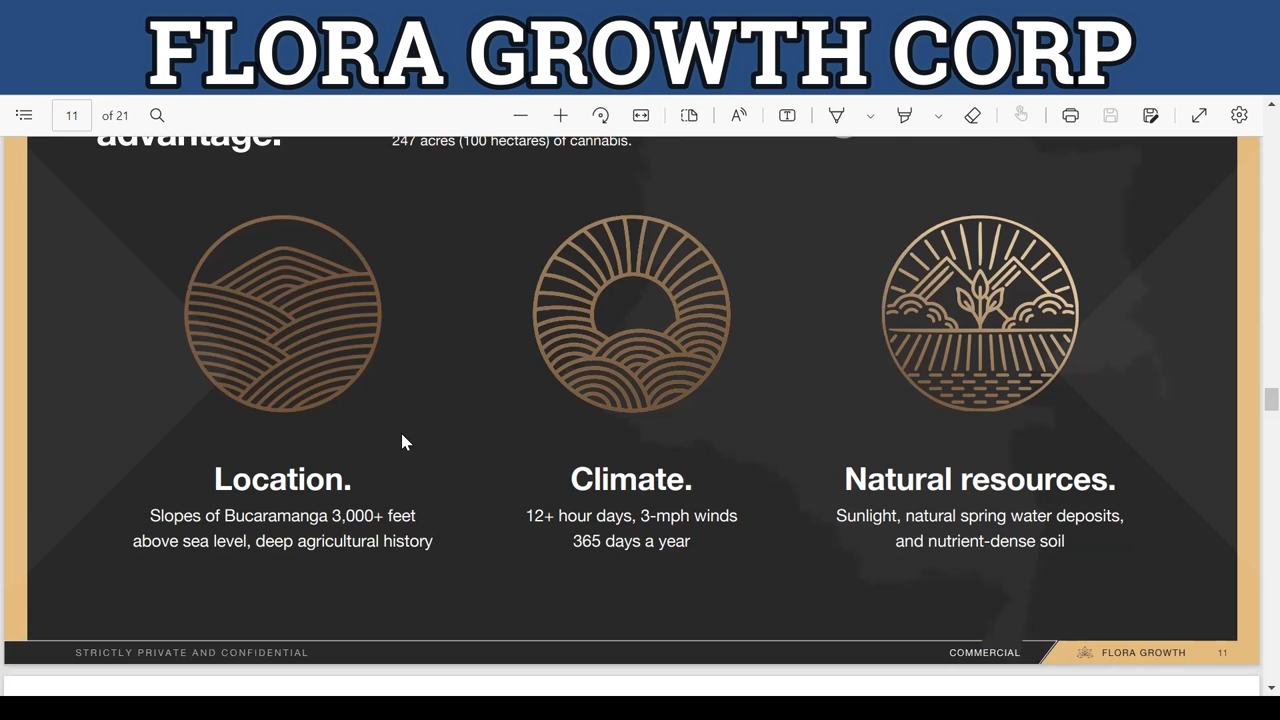 FLORA GROWTH CORP
11 of 21
advantage.
247 acres (100 hectares) of cannabis.
Location.
Slopes of Bucaramanga 3,000+ feet
above sea level, deep agricultural history
Climate.
12+ hour days, 3-mph winds
365 days a year
Natural resources.
Sunlight, natural spring water deposits,
and nutrient-dense soil
STRICTLY PRIVATE AND CONFIDENTIAL
COMMERCIAL
FLORA GROWTH
11